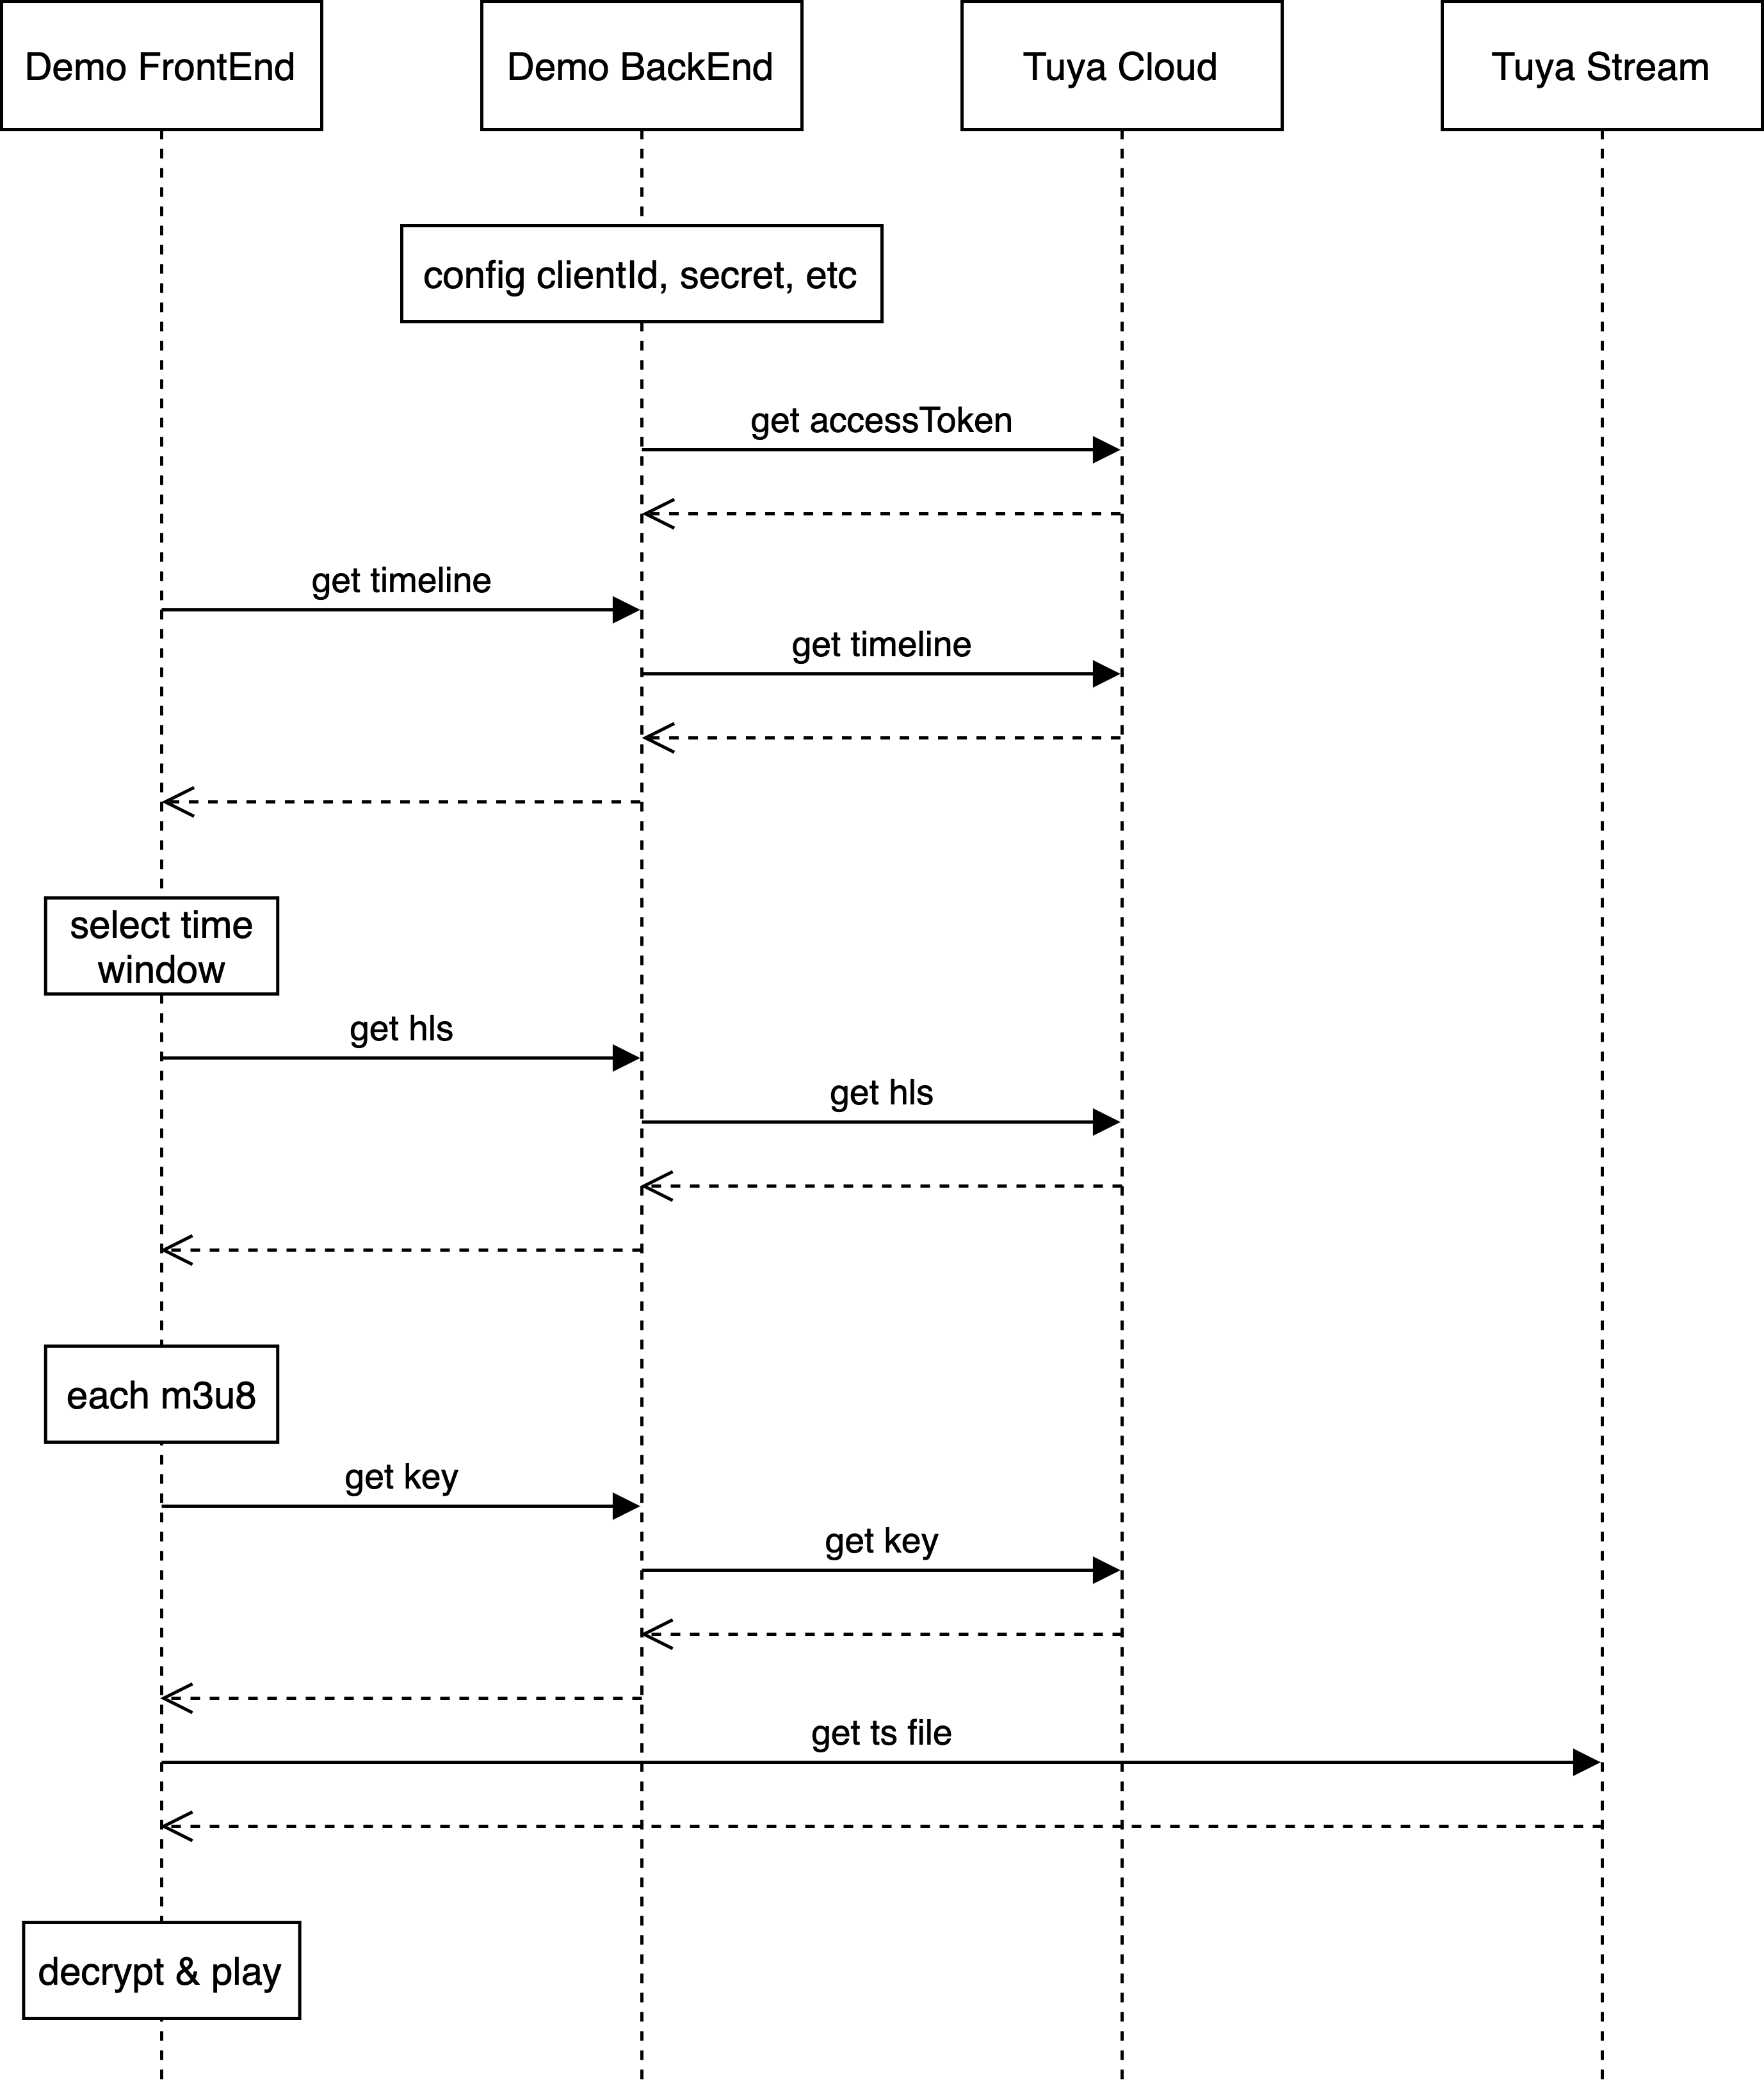 Demo FrontEnd
Demo BackEnd
Tuya Cloud
Tuya Stream
config clientId, secret, etc
get accessToken
get timeline
get timeline
select time
window
get hls
get hls
each m3u8
get key
get key
get ts file
decrypt & play